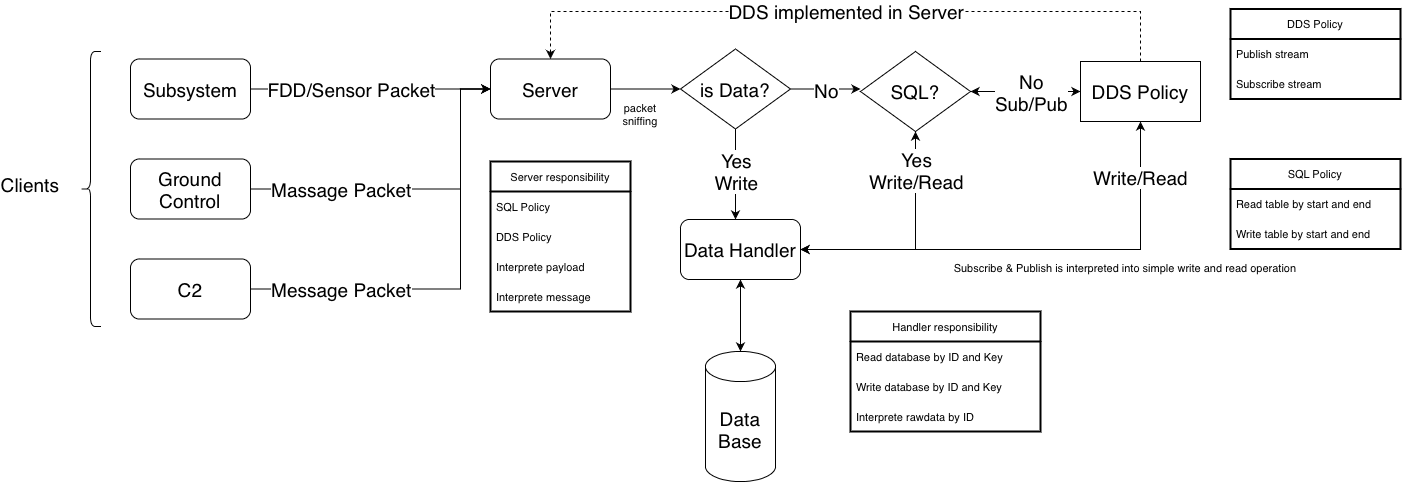 DDS implemented in Server
Clients
Subsystem
FDD/Sensor Packet
Server
packet
sniffing
is Data?
No
SQL?
No
Sub/Pub
DDS Policy
DDS Policy
Publish stream
Subscribe stream
Ground
Control
Massage Packet
C2
Message Packet
Server responsibility
SQL Policy
DDS Policy
Interprete payload
Interprete message
Yes
Write
Yes
Write/Read
Write/Read
SQL Policy
Read table by start and end
Write table by start and end
Data Handler
Subscribe & Publish is interpreted into simple write and read operation
Handler responsibility
Read database by ID and Key
Write database by ID and Key
Interprete rawdata by ID
Data
Base